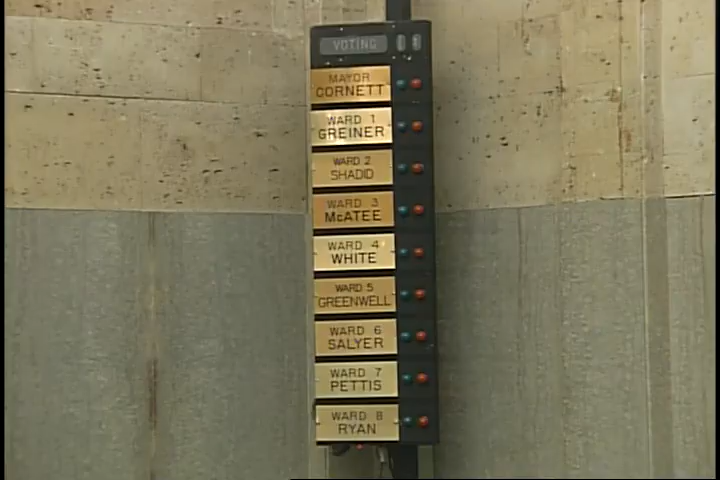 VOTING
MAYOR
CORNETT
WARD 1
GREINER
WARD 2
SHADID
WARD 3
McATEE
WARD 4
WHITE
WARD 5
GREENWELL
WARD 6
SALYER
WARD 7
PETTIS
WARD 8
RYAN